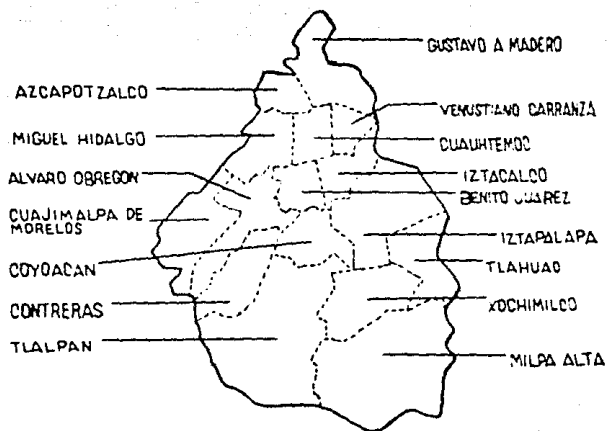 GUSTAVO A MADERO
AZCAPOTZALCO
VENUSTIANO CARRANZA
MIGUEL HIDALGO
CUAUHTEMOC
ALVARO OBREGON
IZTACALCO
BENITO JUAREZ
CUAJIMALPA DE
MORELOS
IZTAPALAPA
COYOACAN
TLAHUAC
CONTRERAS
XOCHIMILCO
TLALPAN
MILPA ALTA